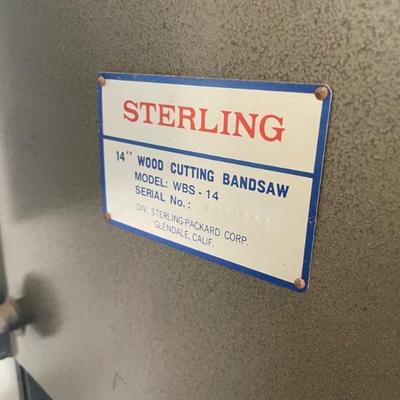 STERLING
14" WOOD CUTTING BANDSAW
MODEL: WBS - 14
SERIAL No.:
DIV. STERLING-PACKARD CORP.
GLENDALE, CALIF.